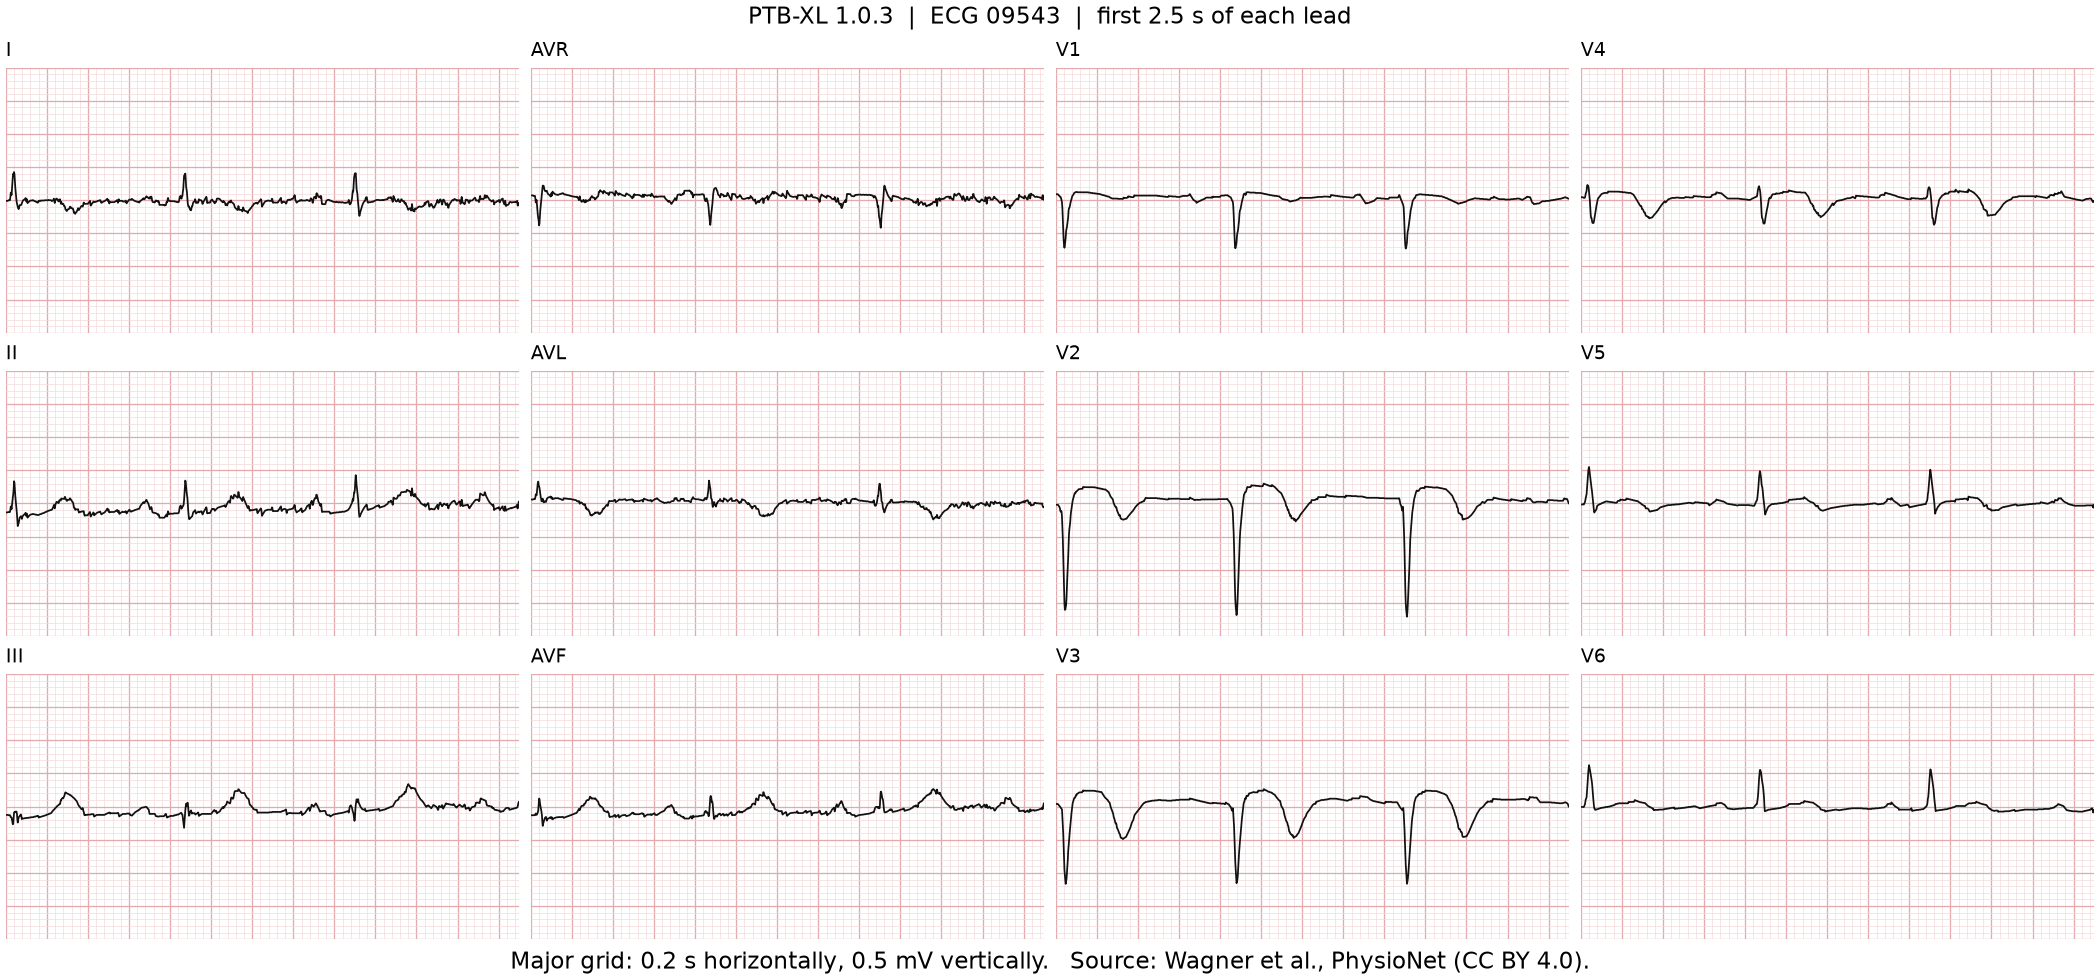 PTB-XL 1.0.3 | ECG 09543 | first 2.5 s of each lead
I
AVR
V1
V4
II
AVL
V2
V5
III
AVF
V3
V6
Major grid: 0.2 s horizontally, 0.5 mV vertically. Source: Wagner et al., PhysioNet (CC BY 4.0).